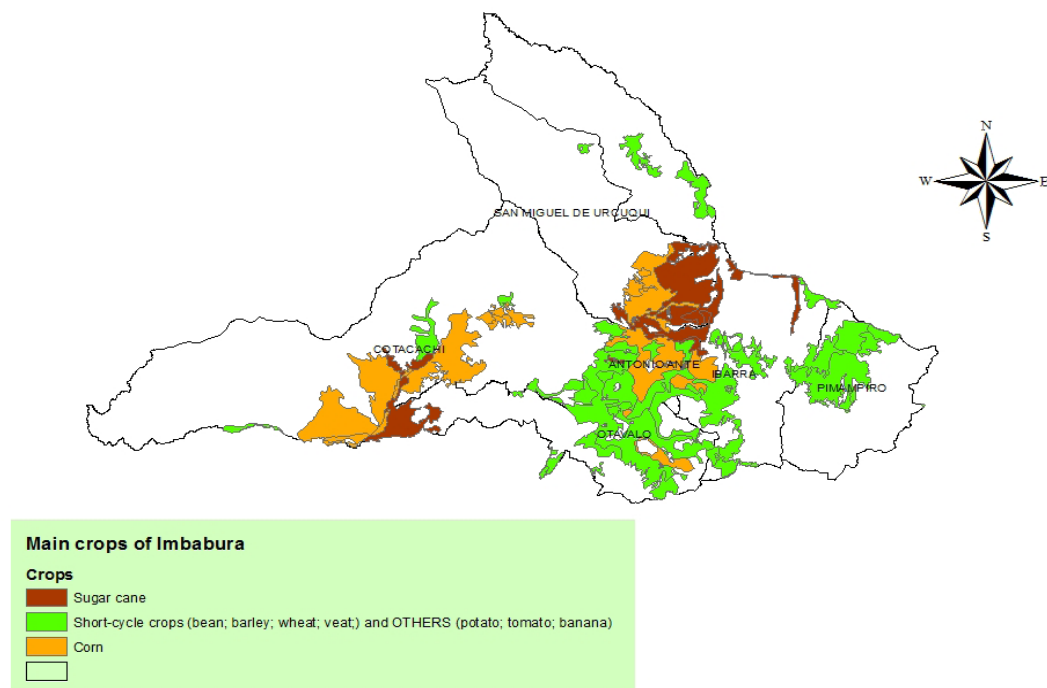 N
W
E
S
SAN MIGUEL DE URCUQUI
COTACACHI
ANTONIO ANTE
IBARRA
PIMAMPIRO
OTAVALO
Main crops of Imbabura
Crops
Sugar cane
Short-cycle crops (bean; barley; wheat; veat;) and OTHERS (potato; tomato; banana)
Corn